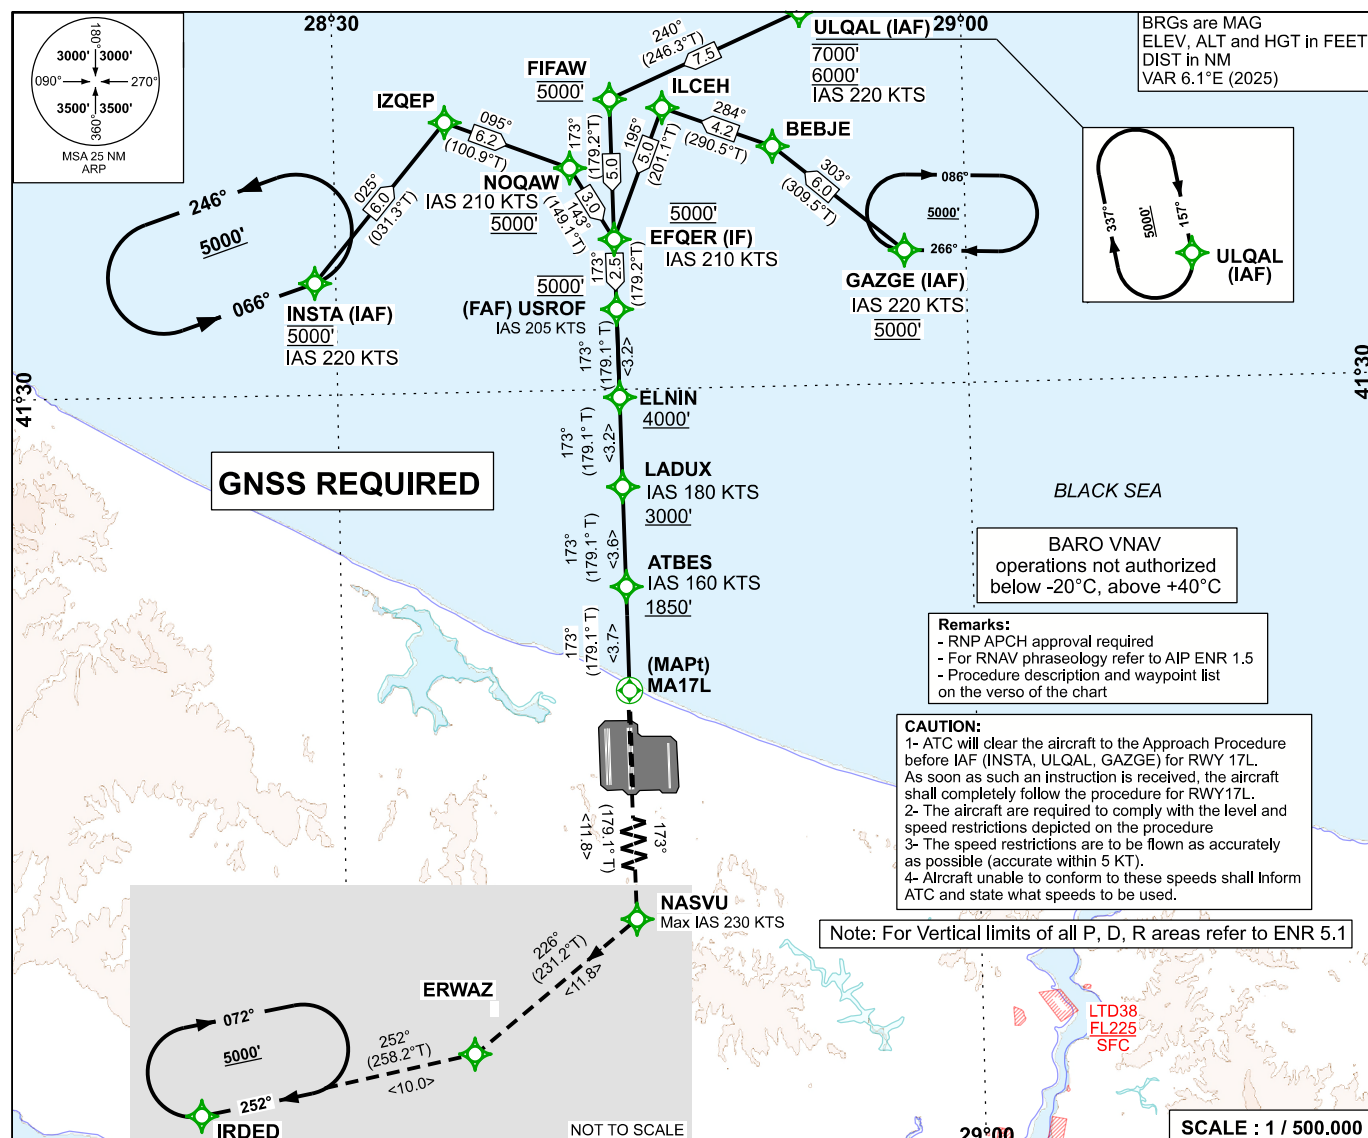 28:30
29:00
180°
3000' 3000'
090° 270°
3500' 3500'
360°
MSA 25 NM
ARP
BRGs are MAG
ELEV, ALT and HGT in FEET
DIST in NM
VAR 6.1°E (2025)
ULQAL (IAF)
7000'
6000'
IAS 220 KTS
240°
(246.3°T)
7.5
FIFAW
5000'
ILCEH
IZQEP
BEBJE
095°
6.2
(100.9°T)
173°
(179.2°T)
5.0
195°
5.0
(201.1°T)
284°
4.2
(290.5°T)
303°
6.0
(309.5°T)
NOQAW
IAS 210 KTS
5000'
3.0
143°
(149.1°T)
025°
6.0
(031.3°T)
246°
5000'
066°
INSTA (IAF)
5000'
IAS 220 KTS
5000'
EFQER (IF)
IAS 210 KTS
086°
5000'
266°
GAZGE (IAF)
IAS 220 KTS
5000'
337°
5000'
157°
ULQAL
(IAF)
173°
2.5
(179.2°T)
5000'
(FAF) USROF
IAS 205 KTS
173°
(179.1° T)
<3.2>
41:30
41:30
ELNIN
4000'
173°
(179.1° T)
<3.2>
GNSS REQUIRED
LADUX
IAS 180 KTS
3000'
BLACK SEA
173°
(179.1° T)
<3.6>
ATBES
IAS 160 KTS
1850'
BARO VNAV
operations not authorized
below -20°C, above +40°C
173°
(179.1° T)
<3.7>
(MAPt)
MA17L
Remarks:
- RNP APCH approval required
- For RNAV phraseology refer to AIP ENR 1.5
- Procedure description and waypoint list
on the verso of the chart
CAUTION:
1- ATC will clear the aircraft to the Approach Procedure
before IAF (INSTA, ULQAL, GAZGE) for RWY 17L.
As soon as such an instruction is received, the aircraft
shall completely follow the procedure for RWY17L.
2- The aircraft are required to comply with the level and
speed restrictions depicted on the procedure
3- The speed restrictions are to be flown as accurately
as possible (accurate within 5 KT).
4- Aircraft unable to conform to these speeds shall Inform
ATC and state what speeds to be used.
173°
(179.1° T)
<11.8>
NASVU
Max IAS 230 KTS
Note: For Vertical limits of all P, D, R areas refer to ENR 5.1
226°
(231.2°T)
<11.8>
ERWAZ
072°
5000'
252°
252°
(258.2°T)
<10.0>
IRDED
NOT TO SCALE
LTD38
FL225
SFC
29:00
SCALE : 1 / 500.000